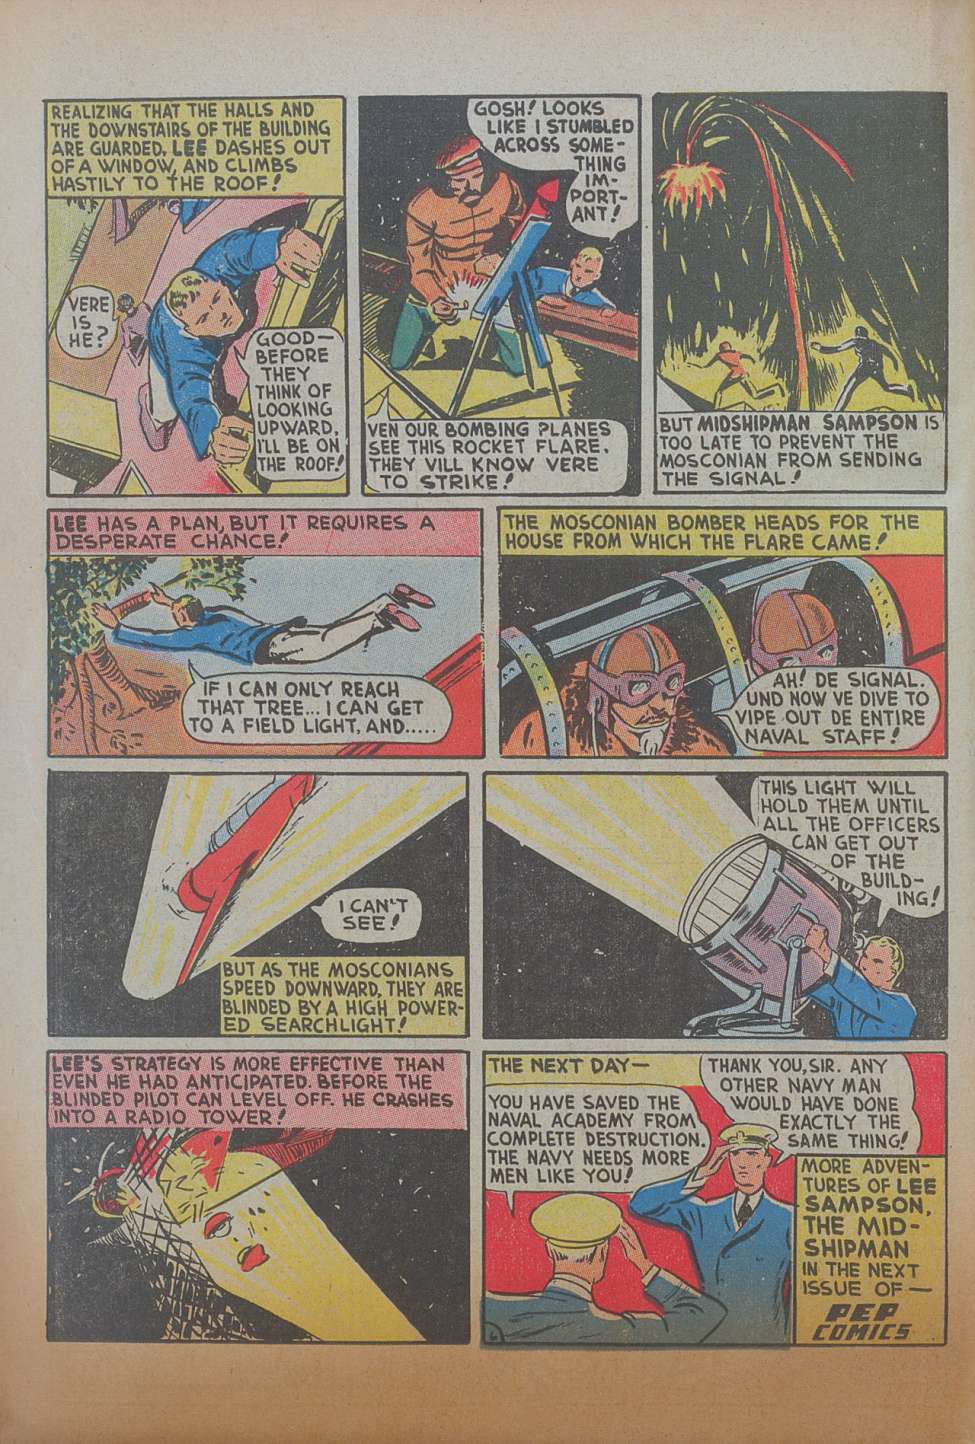 REALIZING THAT THE HALLS AND
THE DOWNSTAIRS OF THE BUILDING
ARE GUARDED, LEE DASHES OUT
OF A WINDOW, AND CLIMBS
HASTILY TO THE ROOF!
VERE
IS
HE?
GOOD—
BEFORE
THEY
THINK OF
LOOKING
UPWARD,
I'LL BE ON
THE ROOF!
GOSH! LOOKS
LIKE I STUMBLED
ACROSS SOME-
THING
IM-
PORT-
ANT!
VEN OUR BOMBING PLANES
SEE THIS ROCKET FLARE,
THEY VILL KNOW VERE
TO STRIKE!
BUT MIDSHIPMAN SAMPSON IS
TOO LATE TO PREVENT THE
MOSCONIAN FROM SENDING
THE SIGNAL!
LEE HAS A PLAN, BUT IT REQUIRES A
DESPERATE CHANCE!
IF I CAN ONLY REACH
THAT TREE... I CAN GET
TO A FIELD LIGHT, AND.....
THE MOSCONIAN BOMBER HEADS FOR THE
HOUSE FROM WHICH THE FLARE CAME!
AH! DE SIGNAL.
UND NOW VE DIVE TO
VIPE OUT DE ENTIRE
NAVAL STAFF!
I CAN'T
SEE!
BUT AS THE MOSCONIANS
SPEED DOWNWARD, THEY ARE
BLINDED BY A HIGH POWER-
ED SEARCHLIGHT!
THIS LIGHT WILL
HOLD THEM UNTIL
ALL THE OFFICERS
CAN GET OUT
OF THE
BUILD-
ING!
LEE'S STRATEGY IS MORE EFFECTIVE THAN
EVEN HE HAD ANTICIPATED. BEFORE THE
BLINDED PILOT CAN LEVEL OFF. HE CRASHES
INTO A RADIO TOWER!
THE NEXT DAY—
YOU HAVE SAVED THE
NAVAL ACADEMY FROM
COMPLETE DESTRUCTION.
THE NAVY NEEDS MORE
MEN LIKE YOU!
THANK YOU, SIR. ANY
OTHER NAVY MAN
WOULD HAVE DONE
EXACTLY THE
SAME THING!
MORE ADVEN-
TURES OF LEE
SAMPSON,
THE MID-
SHIPMAN
IN THE NEXT
ISSUE OF—
PEP
COMICS